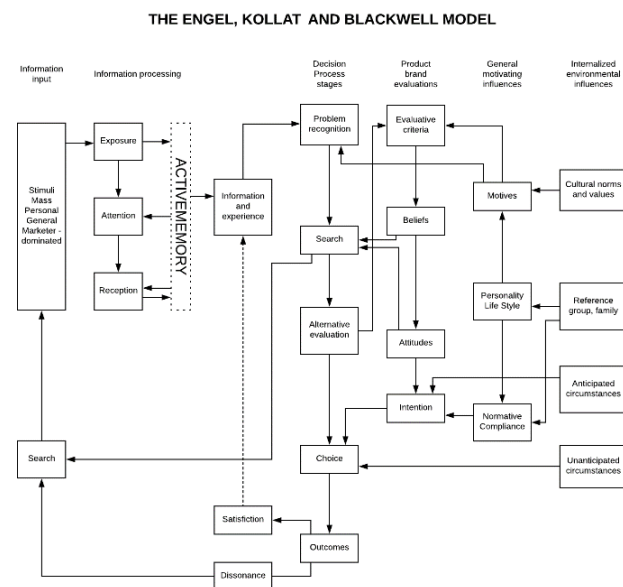 THE ENGEL, KOLLAT AND BLACKWELL MODEL
Information
input
Information processing
Decision
Process
stages
Product
brand
evaluations
General
motivating
influences
Internalized
environmental
influences
Stimuli
Mass
Personal
General
Marketer -
dominated
Exposure
Attention
Reception
ACTIVEMEMORY
Information
and
experience
Problem
recognition
Search
Alternative
evaluation
Choice
Outcomes
Evaluative
criteria
Beliefs
Attitudes
Intention
Motives
Personality
Life Style
Normative
Compliance
Cultural norms
and values
Reference
group, family
Anticipated
circumstances
Unanticipated
circumstances
Search
Satisfiction
Dissonance